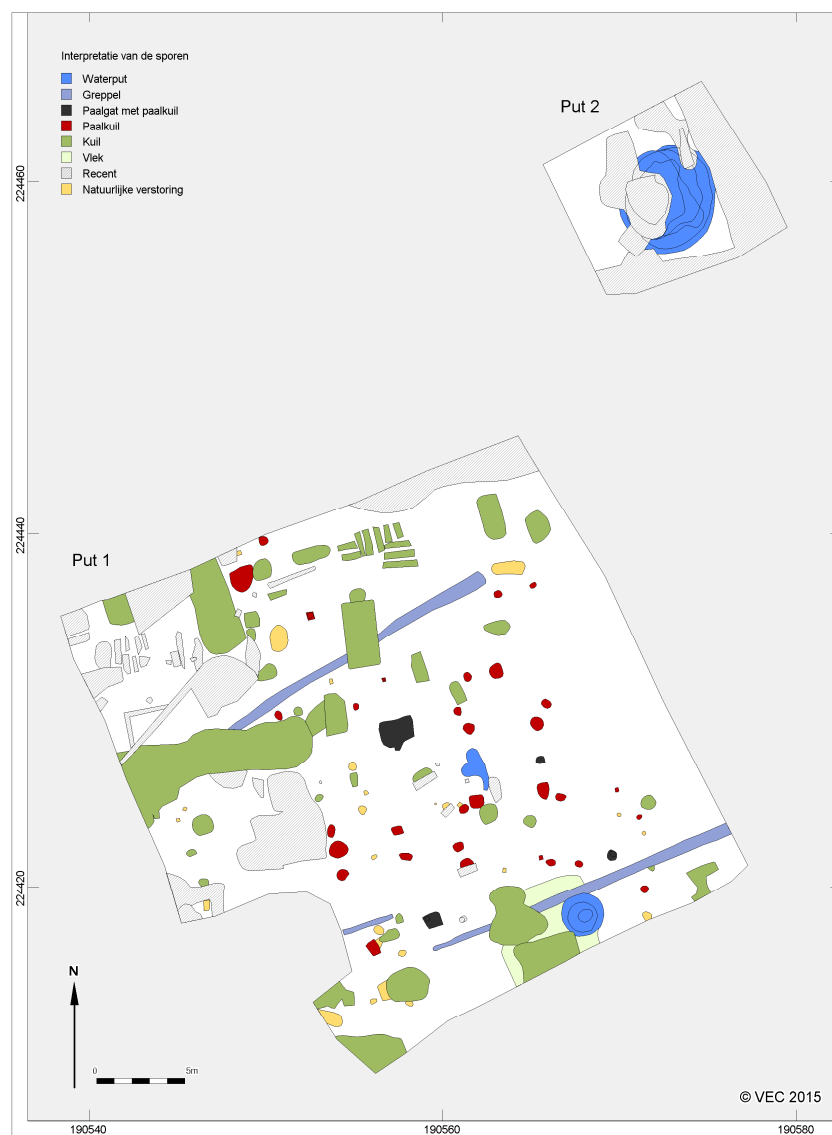 Interpretatie van de sporen
Waterput
Greppel
Paalgat met paalkuil
Paalkuil
Kuil
Vlek
Recent
Natuurlijke verstoring
Put 2
224460
224440
Put 1
224420
N
0 5m
© VEC 2015
190540 190560 190580